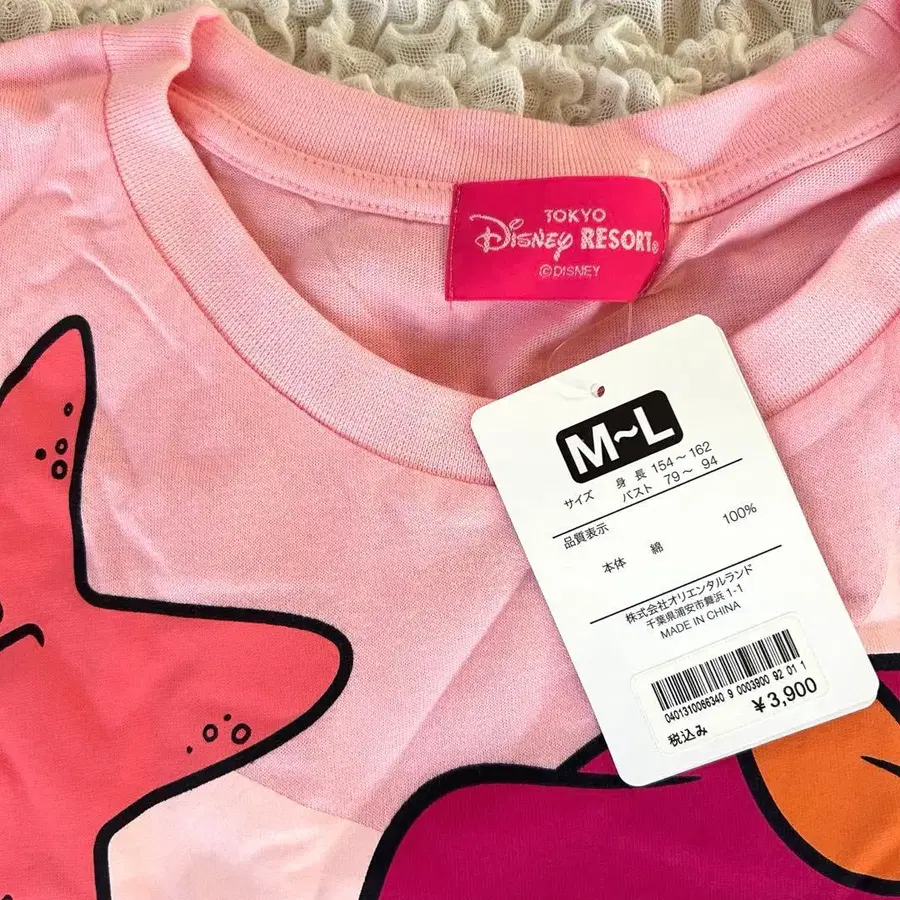 TOKYO
Disney RESORT®
©DISNEY
M~L
サイズ 身長 154〜162
バスト 79〜 94
品質表示
本体 綿 100%
株式会社オリエンタルランド
千葉県浦安市舞浜 1-1
MADE IN CHINA
0401310066340 9 0003900 92 01 1
税込み ¥3,900